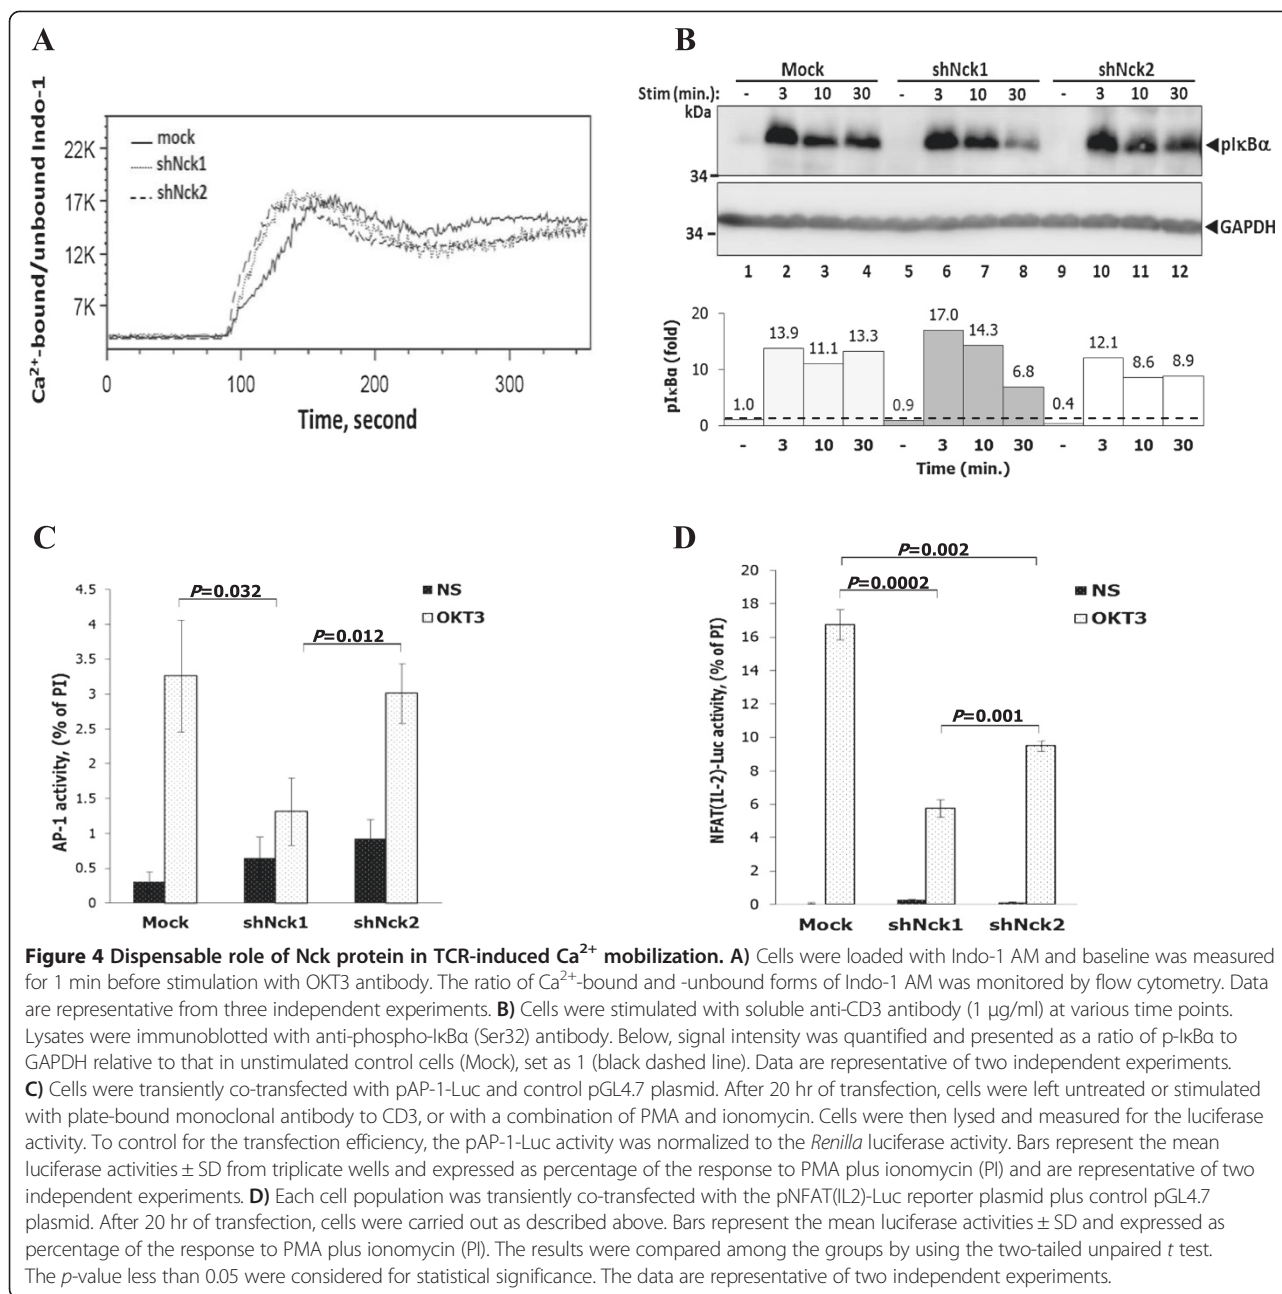 A
Ca2+-bound/unbound Indo-1
22K
17K
12K
7K
mock
shNck1
shNck2
0 100 200 300
Time, second
B
Mock shNck1 shNck2
Stim (min.): - 3 10 30 - 3 10 30 - 3 10 30
kDa
◀pIκBα
34
◀GAPDH
34
1 2 3 4 5 6 7 8 9 10 11 12
pIκBα (fold)
20
10
0
1.0 13.9 11.1 13.3 0.9 17.0 14.3 6.8 0.4 12.1 8.6 8.9
- 3 10 30 - 3 10 30 - 3 10 30
Time (min.)
C
AP-1 activity, (% of PI)
4.5
4
3.5
3
2.5
2
1.5
1
0.5
0
P=0.032
P=0.012
NS
OKT3
Mock shNck1 shNck2
D
NFAT(IL-2)-Luc activity, (% of PI)
20
18
16
14
12
10
8
6
4
2
0
P=0.002
P=0.0002
P=0.001
NS
OKT3
Mock shNck1 shNck2
Figure 4 Dispensable role of Nck protein in TCR-induced Ca2+ mobilization. A) Cells were loaded with Indo-1 AM and baseline was measured
for 1 min before stimulation with OKT3 antibody. The ratio of Ca2+-bound and -unbound forms of Indo-1 AM was monitored by flow cytometry. Data
are representative from three independent experiments. B) Cells were stimulated with soluble anti-CD3 antibody (1 μg/ml) at various time points.
Lysates were immunoblotted with anti-phospho-IκBα (Ser32) antibody. Below, signal intensity was quantified and presented as a ratio of p-IκBα to
GAPDH relative to that in unstimulated control cells (Mock), set as 1 (black dashed line). Data are representative of two independent experiments.
C) Cells were transiently co-transfected with pAP-1-Luc and control pGL4.7 plasmid. After 20 hr of transfection, cells were left untreated or stimulated
with plate-bound monoclonal antibody to CD3, or with a combination of PMA and ionomycin. Cells were then lysed and measured for the luciferase
activity. To control for the transfection efficiency, the pAP-1-Luc activity was normalized to the Renilla luciferase activity. Bars represent the mean
luciferase activities ± SD from triplicate wells and expressed as percentage of the response to PMA plus ionomycin (PI) and are representative of two
independent experiments. D) Each cell population was transiently co-transfected with the pNFAT(IL2)-Luc reporter plasmid plus control pGL4.7
plasmid. After 20 hr of transfection, cells were carried out as described above. Bars represent the mean luciferase activities ± SD and expressed as
percentage of the response to PMA plus ionomycin (PI). The results were compared among the groups by using the two-tailed unpaired t test.
The p-value less than 0.05 were considered for statistical significance. The data are representative of two independent experiments.